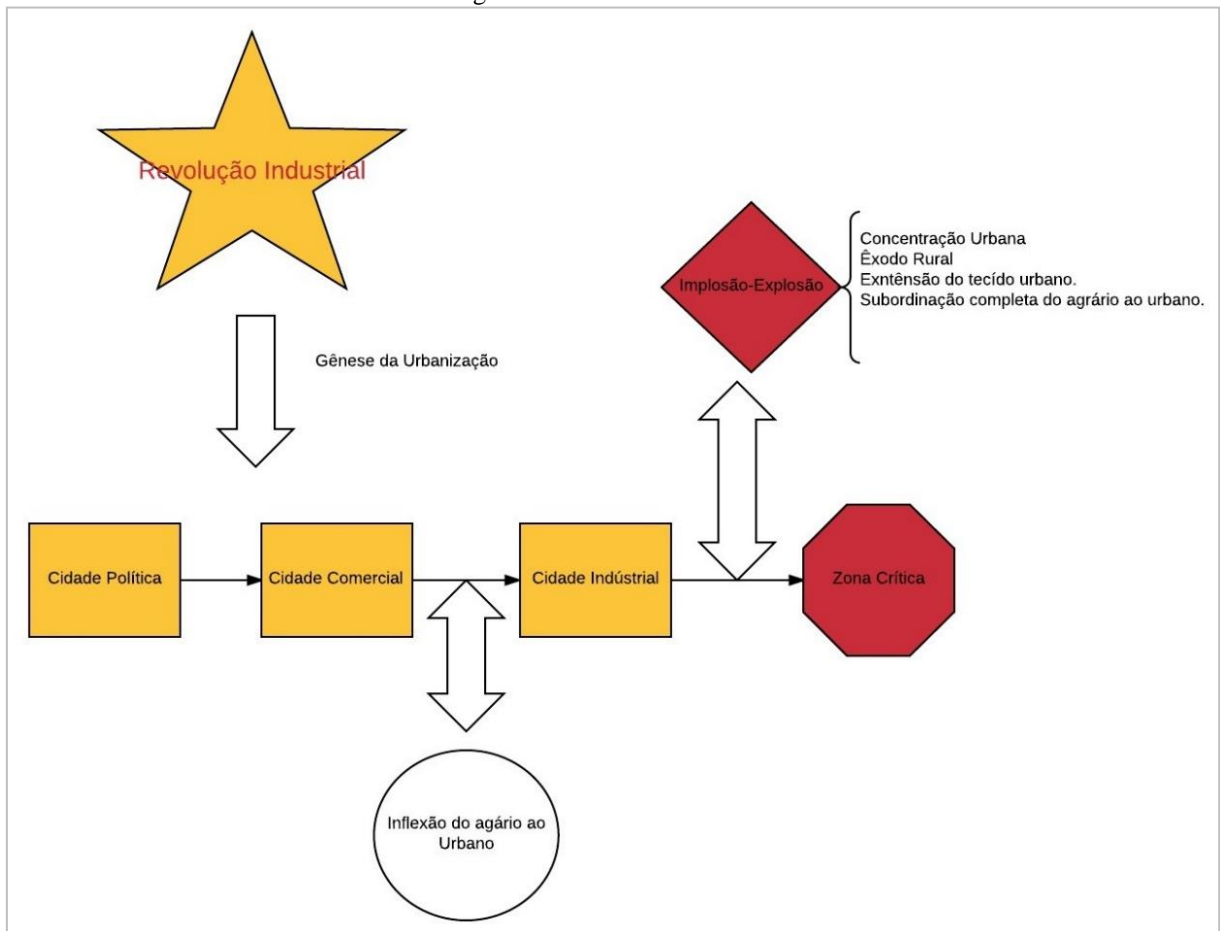 Revolução Industrial
Gênese da Urbanização
Implosão-Explosão
Concentração Urbana
Êxodo Rural
Exntênsão do tecído urbano.
Subordinação completa do agrário ao urbano.
Cidade Política
Cidade Comercial
Cidade Indústrial
Zona Crítica
Inflexão do agário ao
Urbano